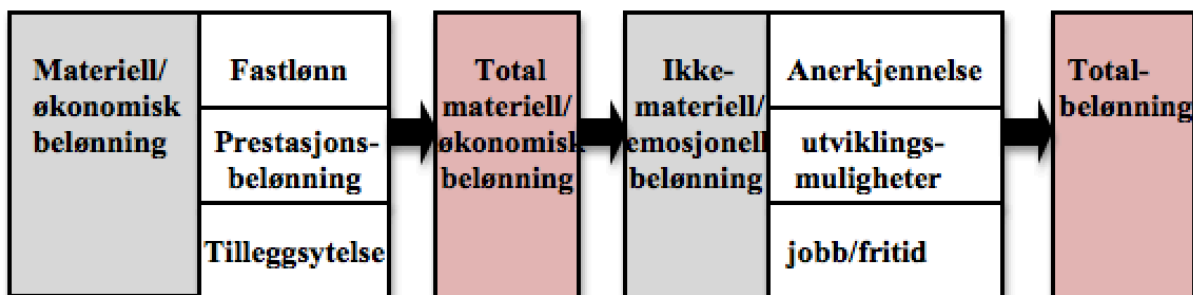 Materiell/
økonomisk
belønning
Fastlønn
Prestasjons-
belønning
Tilleggsytelse
Total
materiell/
økonomisk
belønning
Ikke-
materiell/
emosjonell
belønning
Anerkjennelse
utviklings-
muligheter
jobb/fritid
Total-
belønning